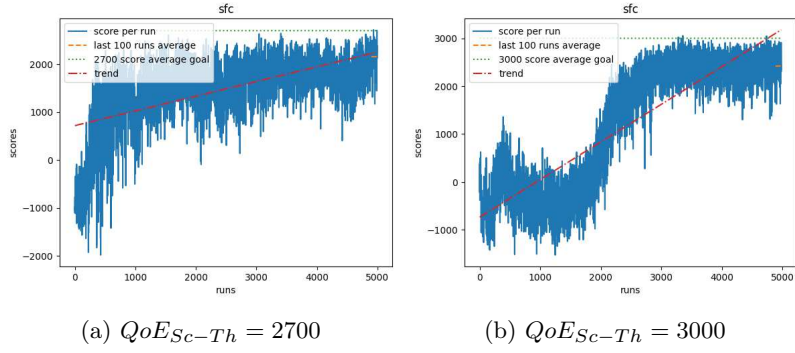 sfc
score per run
last 100 runs average
2700 score average goal
trend
2000
1000
0
−1000
−2000
scores
0
1000
2000
3000
4000
5000
runs
(a) QoE_{Sc−Th} = 2700
sfc
score per run
last 100 runs average
3000 score average goal
trend
3000
2000
1000
0
−1000
scores
0
1000
2000
3000
4000
5000
runs
(b) QoE_{Sc−Th} = 3000